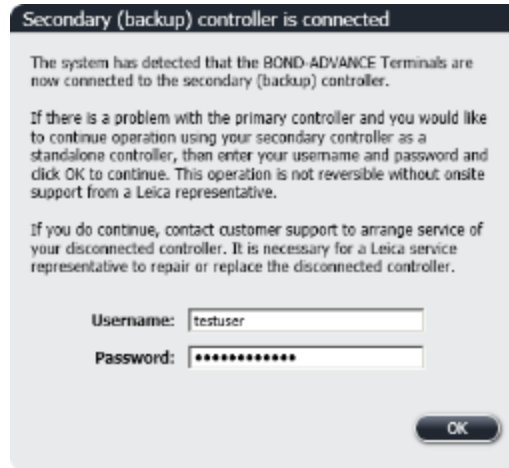 Secondary (backup) controller is connected
The system has detected that the BOND-ADVANCE Terminals are
now connected to the secondary (backup) controller.
If there is a problem with the primary controller and you would like
to continue operation using your secondary controller as a
standalone controller, then enter your username and password and
click OK to continue. This operation is not reversible without onsite
support from a Leica representative.
If you do continue, contact customer support to arrange service of
your disconnected controller. It is necessary for a Leica service
representative to repair or replace the disconnected controller.
Username: testuser
Password: ••••••••••••
OK